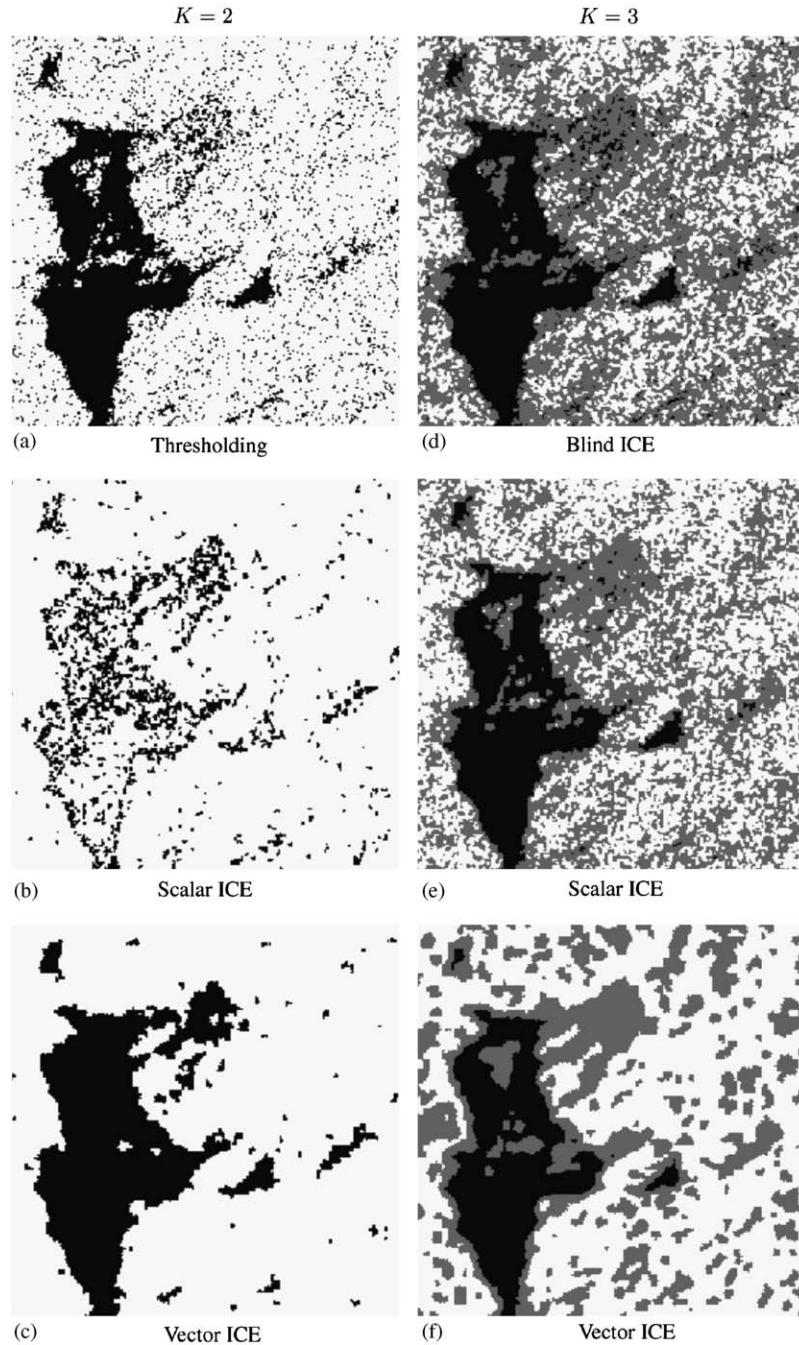 K = 2
K = 3
(a) Thresholding
(d) Blind ICE
(b) Scalar ICE
(e) Scalar ICE
(c) Vector ICE
(f) Vector ICE